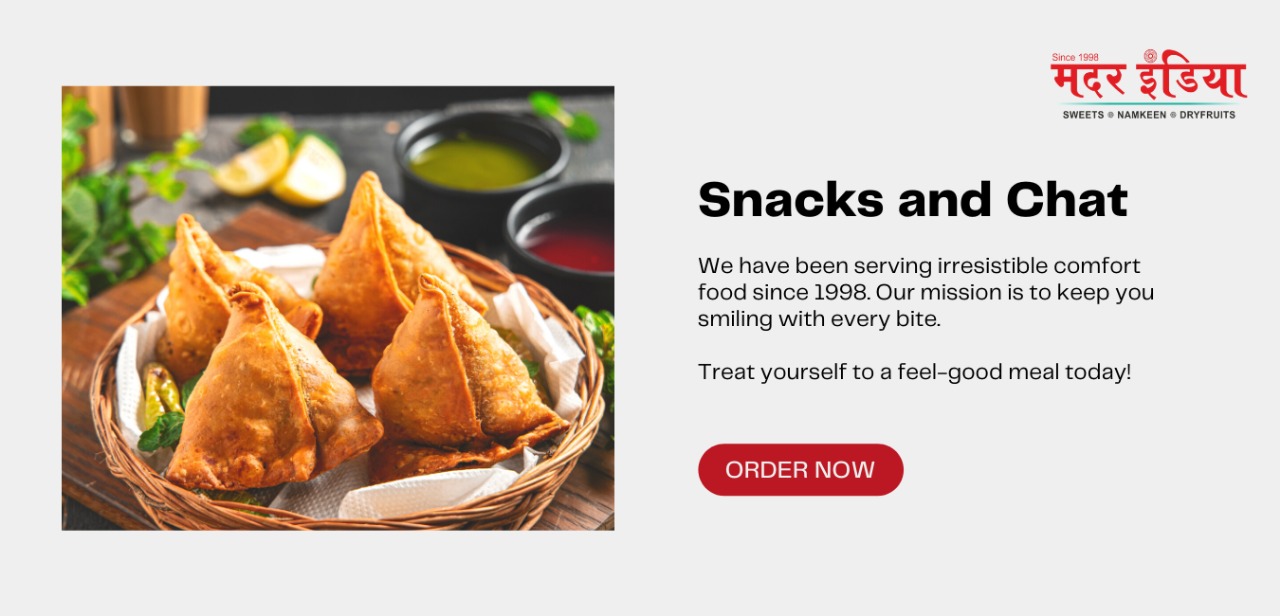 Since 1998
मदर इंडिया
SWEETS ⊛ NAMKEEN ⊛ DRYFRUITS
Snacks and Chat
We have been serving irresistible comfort
food since 1998. Our mission is to keep you
smiling with every bite.
Treat yourself to a feel-good meal today!
ORDER NOW